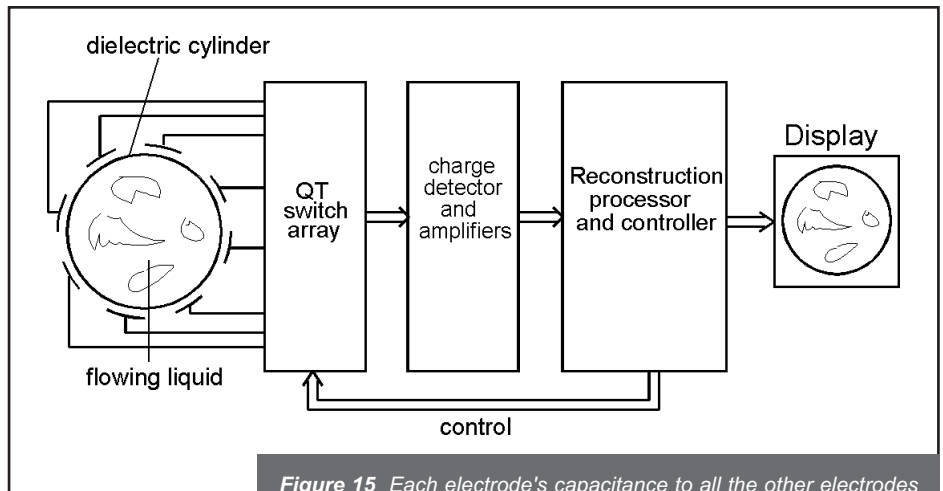 dielectric cylinder
flowing liquid
QT
switch
array
charge
detector
and
amplifiers
Reconstruction
processor
and controller
Display
control
Figure 15 Each electrode's capacitance to all the other electrodes